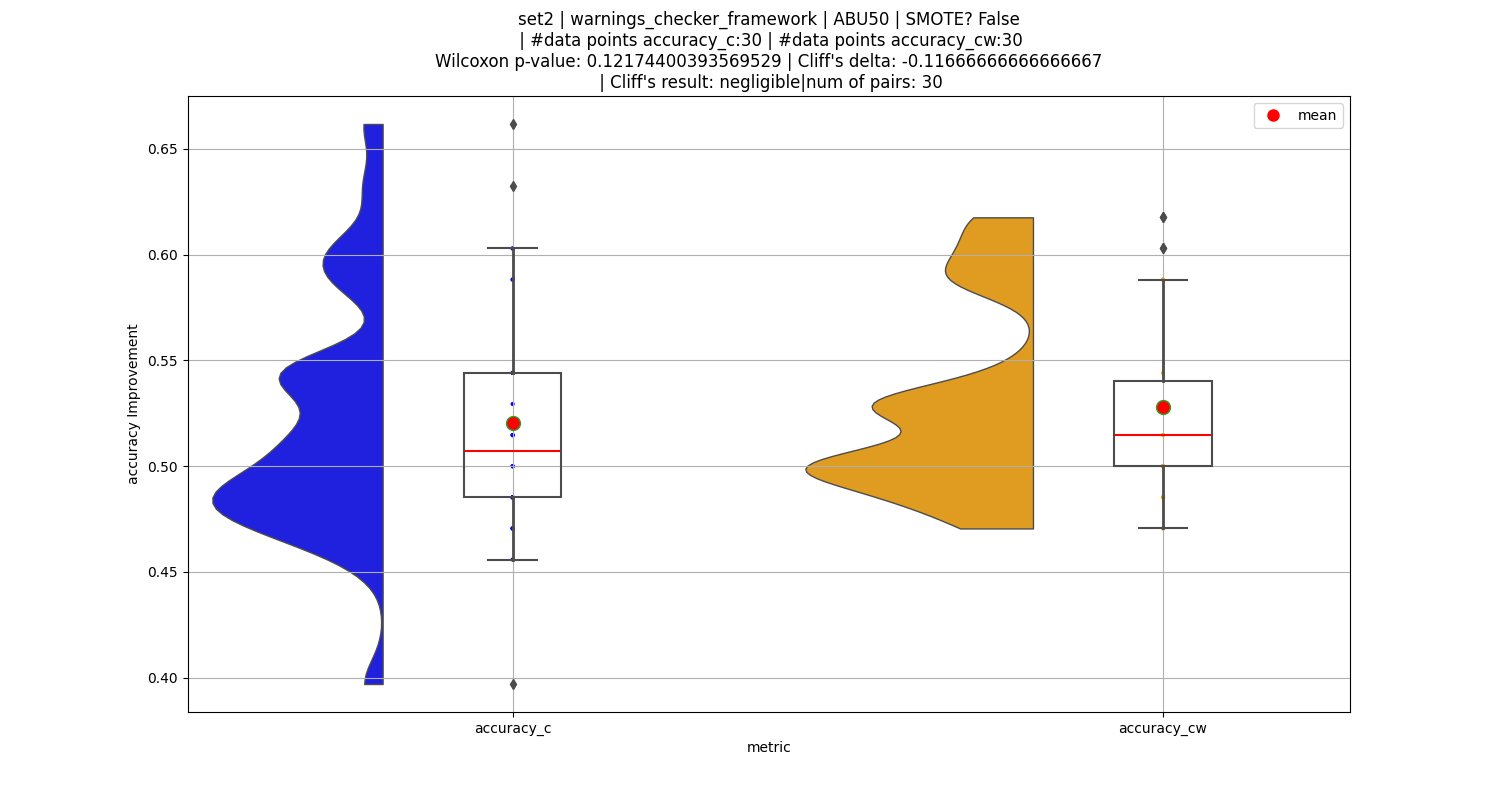 set2 | warnings_checker_framework | ABU50 | SMOTE? False
| #data points accuracy_c:30 | #data points accuracy_cw:30
Wilcoxon p-value: 0.12174400393569529 | Cliff's delta: -0.11666666666666667
| Cliff's result: negligible|num of pairs: 30
mean
0.65
0.60
0.55
0.50
0.45
0.40
accuracy Improvement
accuracy_c
accuracy_cw
metric